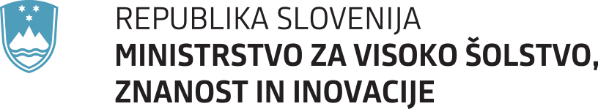 REPUBLIKA SLOVENIJA
MINISTRSTVO ZA VISOKO ŠOLSTVO,
ZNANOST IN INOVACIJE